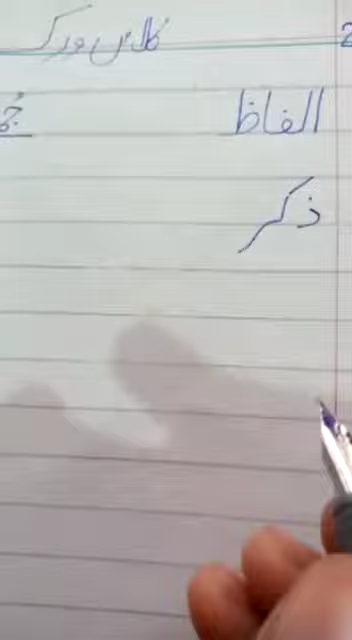 کلاس ورک
الفاظ
ذکر